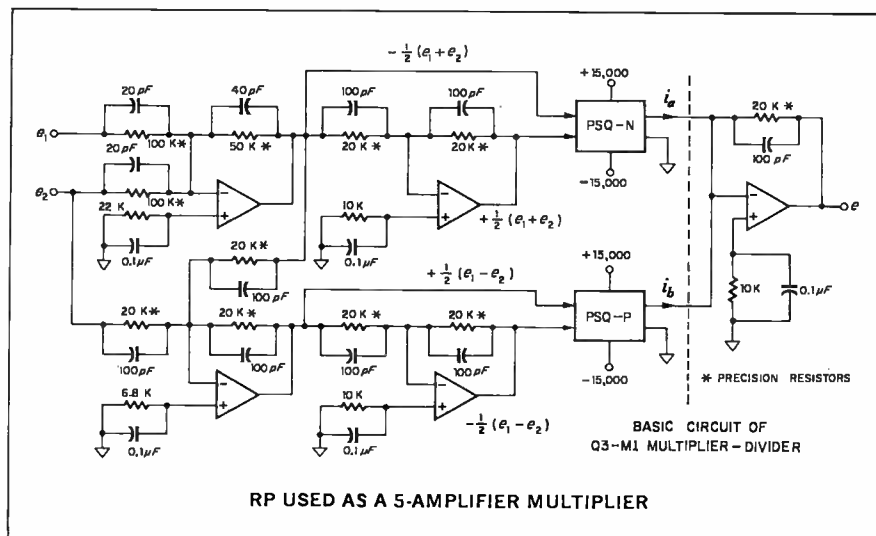 − 1/2 (e₁+e₂)
+15,000
20 pF
40 pF
100 pF
100 pF
iₐ
20 K *
PSQ-N
e₁
100 K *
50 K *
20 K *
20 K *
100 pF
20 pF
e₂
100 K *
−
+
−
+
−15,000
−
+
e
22 K
10 K
+ 1/2 (e₁+e₂)
0.1 µF
0.1 µF
20 K *
+15,000
10K
0.1 µF
100 pF
+ 1/2 (e₁−e₂)
i_b
20 K *
20 K *
20 K *
20 K *
PSQ-P
100 pF
100 pF
100 pF
100 pF
−15,000
* PRECISION RESISTORS
6.8 K
−
+
10K
−
+
− 1/2 (e₁−e₂)
0.1 µF
0.1 µF
BASIC CIRCUIT OF
Q3-M1 MULTIPLIER-DIVIDER
RP USED AS A 5-AMPLIFIER MULTIPLIER